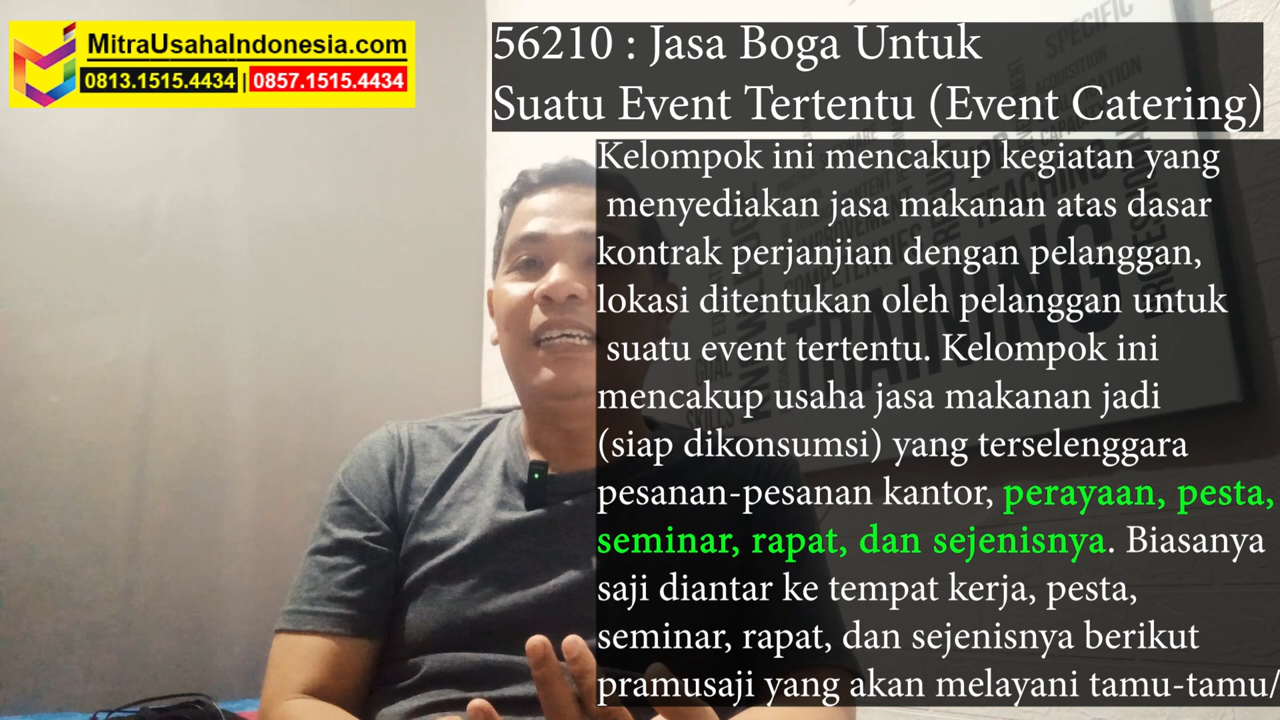 MitraUsahaIndonesia.com
0813.1515.4434 | 0857.1515.4434
56210 : Jasa Boga Untuk
Suatu Event Tertentu (Event Catering)
Kelompok ini mencakup kegiatan yang
menyediakan jasa makanan atas dasar
kontrak perjanjian dengan pelanggan,
lokasi ditentukan oleh pelanggan untuk
suatu event tertentu. Kelompok ini
mencakup usaha jasa makanan jadi
(siap dikonsumsi) yang terselenggara
pesanan-pesanan kantor, perayaan, pesta,
seminar, rapat, dan sejenisnya. Biasanya
saji diantar ke tempat kerja, pesta,
seminar, rapat, dan sejenisnya berikut
pramusaji yang akan melayani tamu-tamu/
SPECIFIC
TEACHING
TRAINING
SKILLS